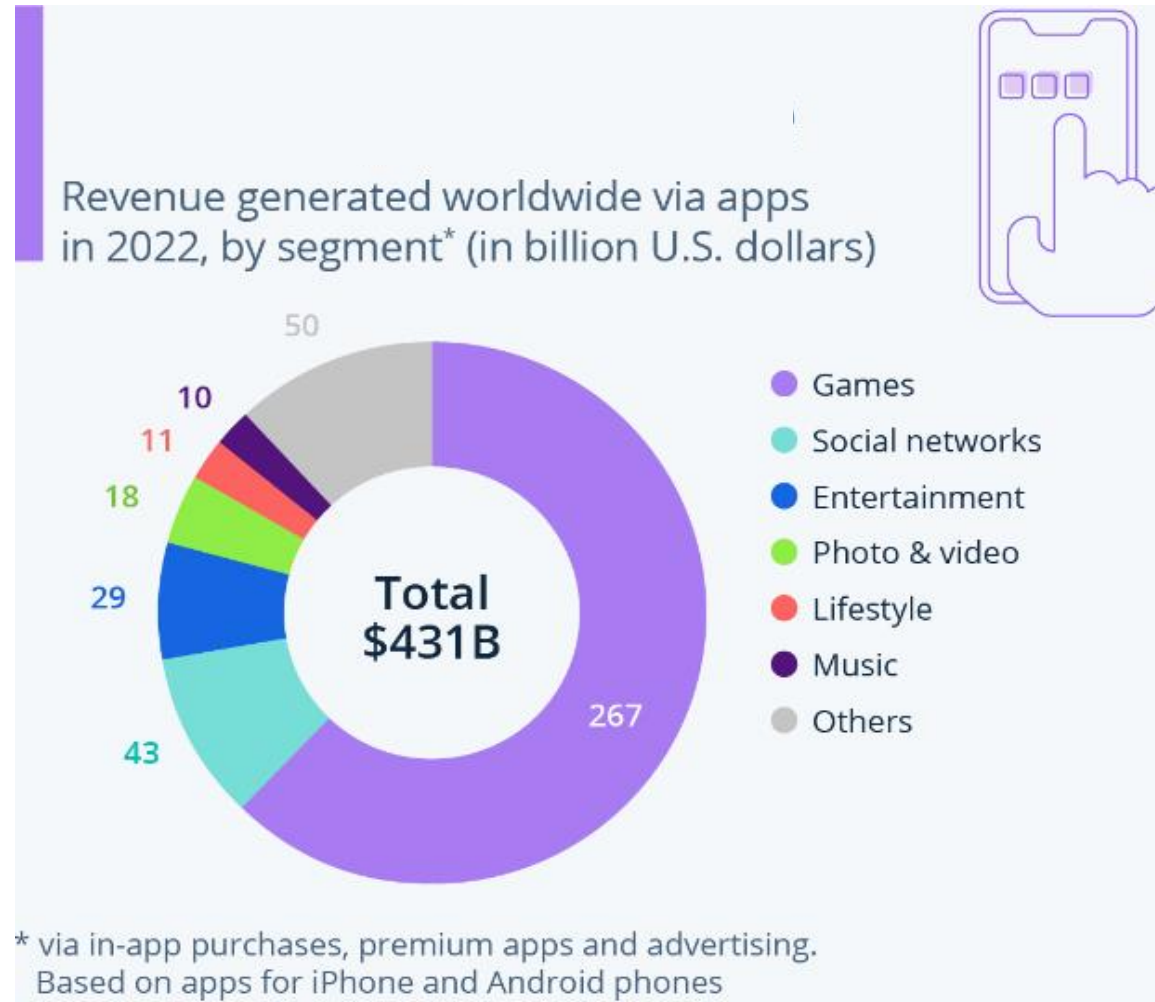 Revenue generated worldwide via apps
in 2022, by segment* (in billion U.S. dollars)
50
10
11
18
29
43
267
Total
$431B
Games
Social networks
Entertainment
Photo & video
Lifestyle
Music
Others
* via in-app purchases, premium apps and advertising.
Based on apps for iPhone and Android phones